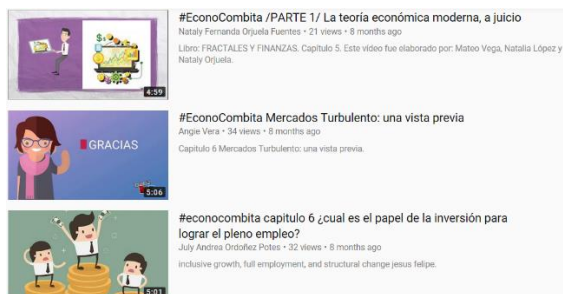 #EconoCombita /PARTE 1/ La teoría económica moderna, a juicio
Nataly Fernanda Orjuela Fuentes • 21 views • 8 months ago
Libro: FRACTALES Y FINANZAS. Capítulo 5. Este vídeo fue elaborado por: Mateo Vega, Natalia López y
Nataly Orjuela.
4:59
#EconoCombita Mercados Turbulento: una vista previa
Angie Vera • 34 views • 8 months ago
Capitulo 6 Mercados Turbulento: una vista previa.
GRACIAS
5:06
#econocombita capitulo 6 ¿cual es el papel de la inversión para
lograr el pleno empleo?
July Andrea Ordoñez Potes • 32 views • 8 months ago
inclusive growth, full employment, and structural change jesus felipe.
5:01